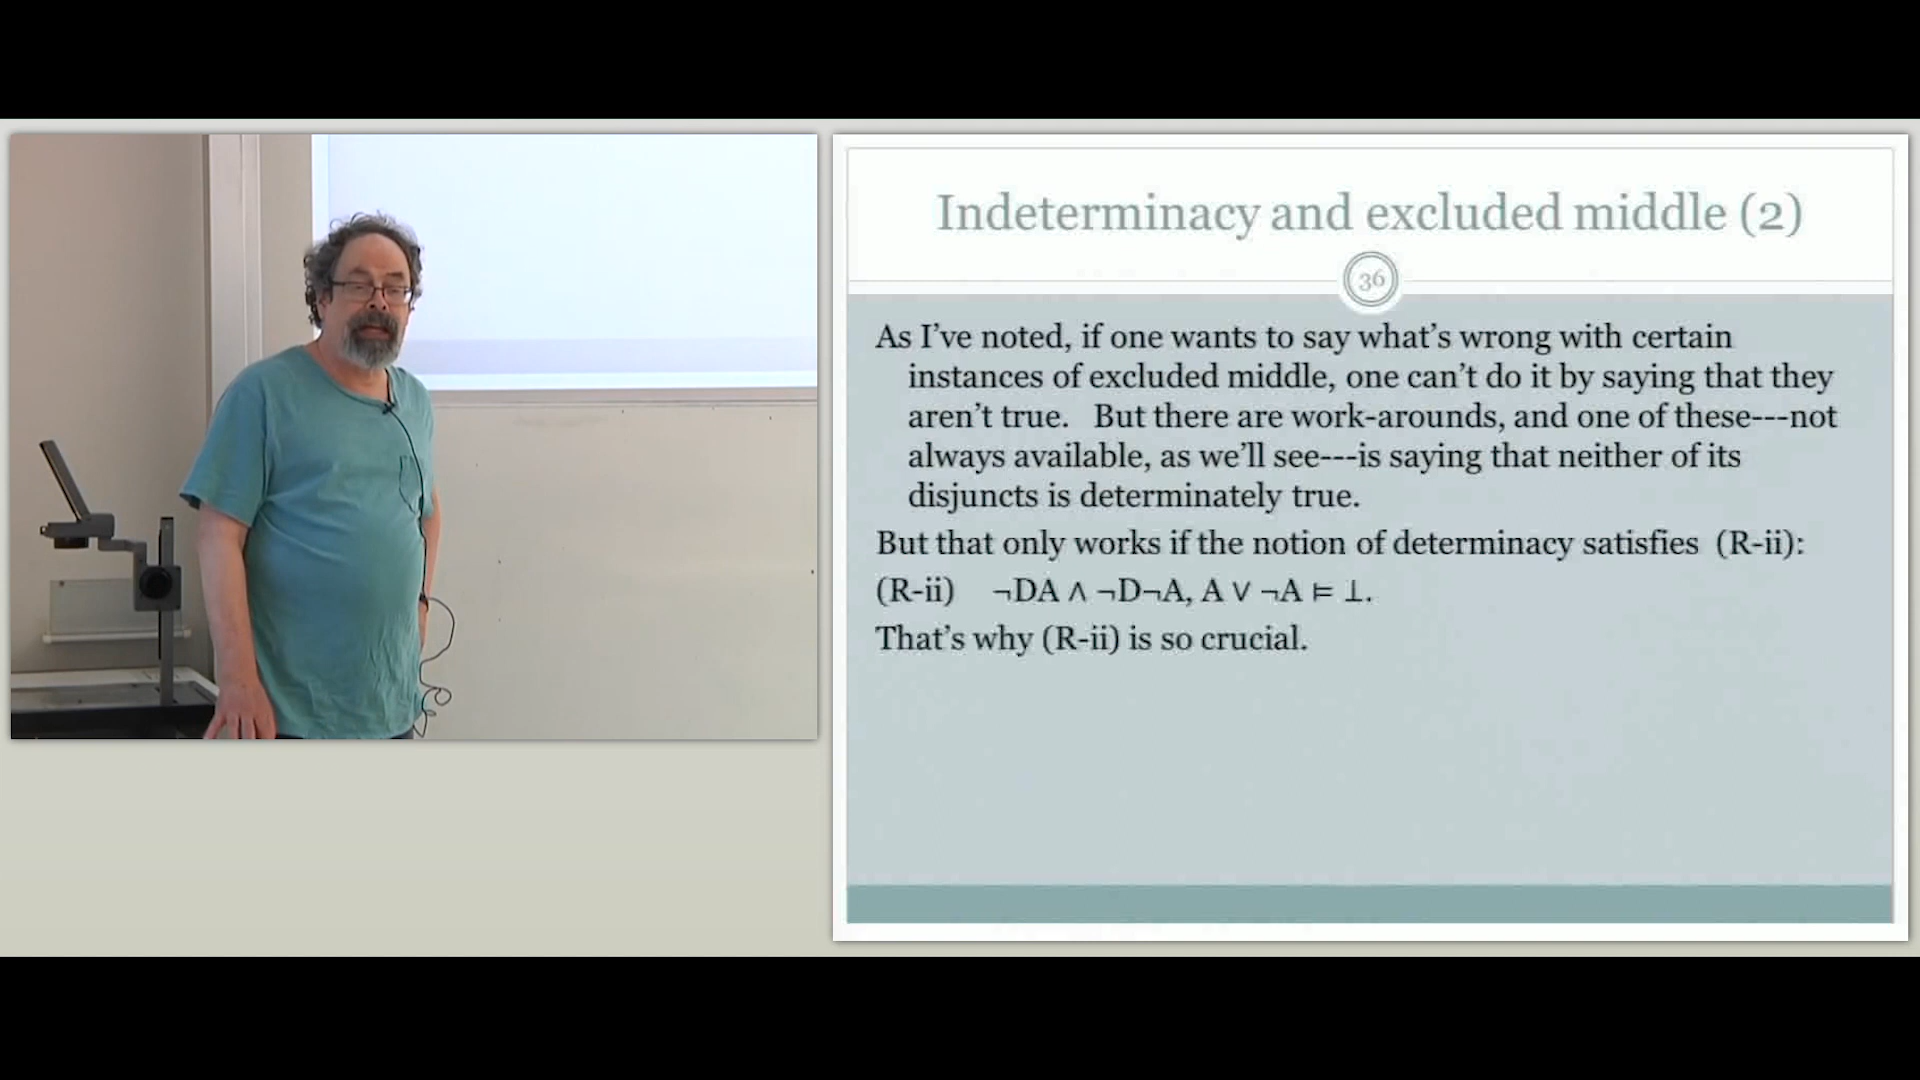 Indeterminacy and excluded middle (2)
36
As I've noted, if one wants to say what's wrong with certain
instances of excluded middle, one can't do it by saying that they
aren't true. But there are work-arounds, and one of these---not
always available, as we'll see---is saying that neither of its
disjuncts is determinately true.
But that only works if the notion of determinacy satisfies (R-ii):
(R-ii) ¬DA ∧ ¬D¬A, A ∨ ¬A ⊨ ⊥.
That's why (R-ii) is so crucial.